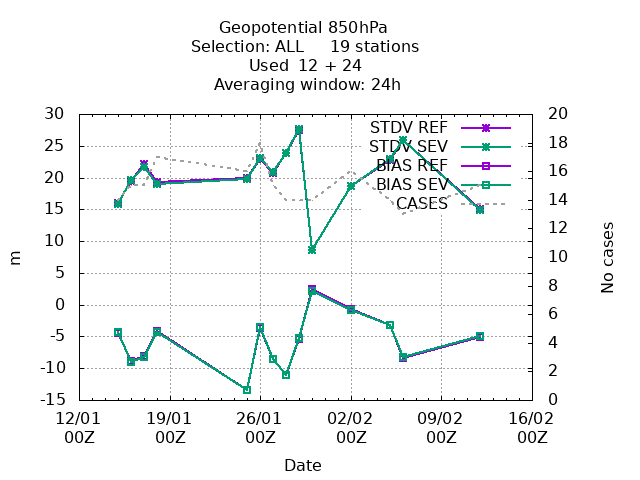 Geopotential 850hPa
Selection: ALL 19 stations
Used 12 + 24
Averaging window: 24h
30
25
20
15
10
5
0
-5
-10
-15
m
20
18
16
14
12
10
8
6
4
2
0
No cases
STDV REF
STDV SEV
BIAS REF
BIAS SEV
CASES
12/01 19/01 26/01 02/02 09/02 16/02
00Z 00Z 00Z 00Z 00Z 00Z
Date